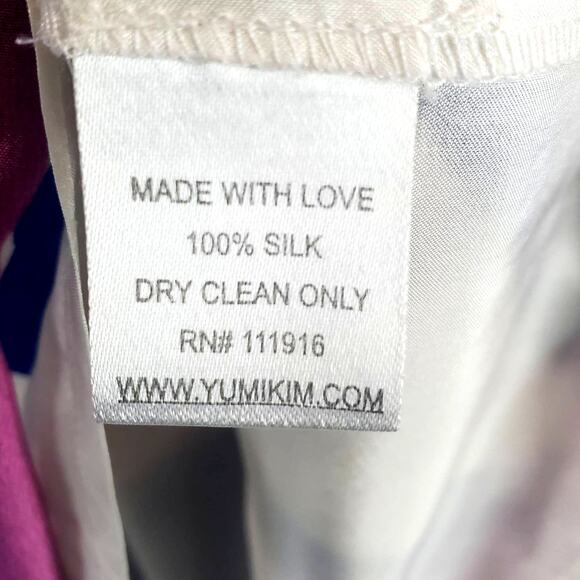 MADE WITH LOVE
100% SILK
DRY CLEAN ONLY
RN# 111916
WWW.YUMIKIM.COM